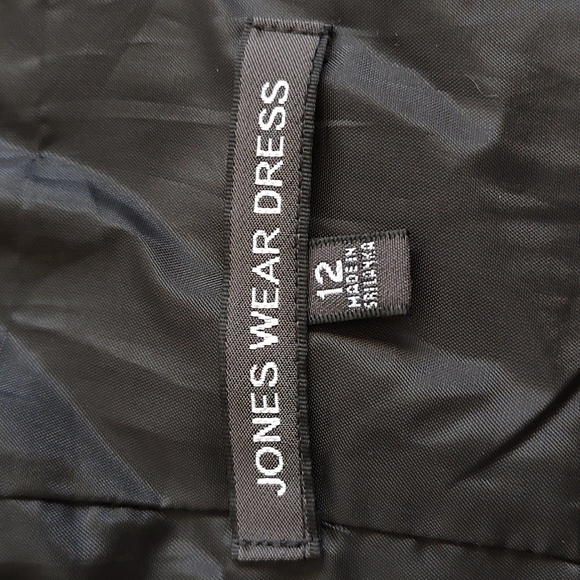 JONES WEAR DRESS
12
MADE IN
SRI LANKA